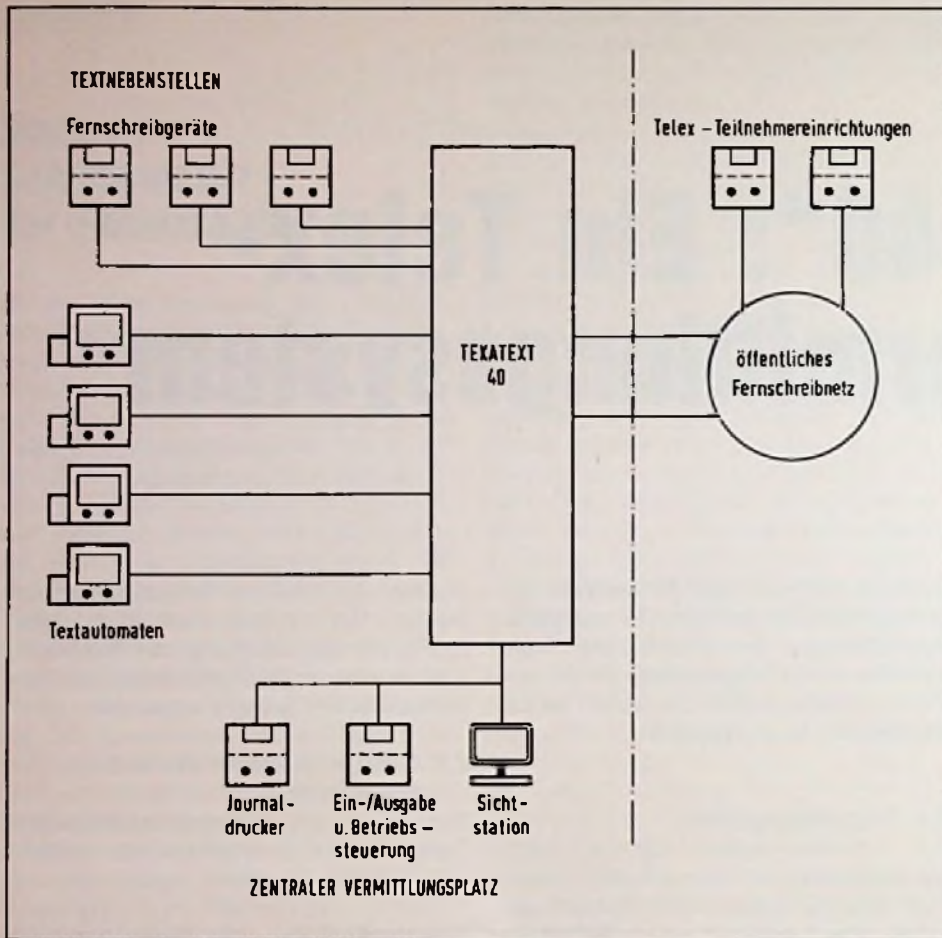 TEXTNEBENSTELLEN
Fernschreibgeräte
Telex – Teilnehmereinrichtungen
TEXATEXT
40
öffentliches
Fernschreibnetz
Textautomaten
Journal-
drucker
Ein-/Ausgabe
u. Betriebs –
steuerung
Sicht-
station
ZENTRALER VERMITTLUNGSPLATZ